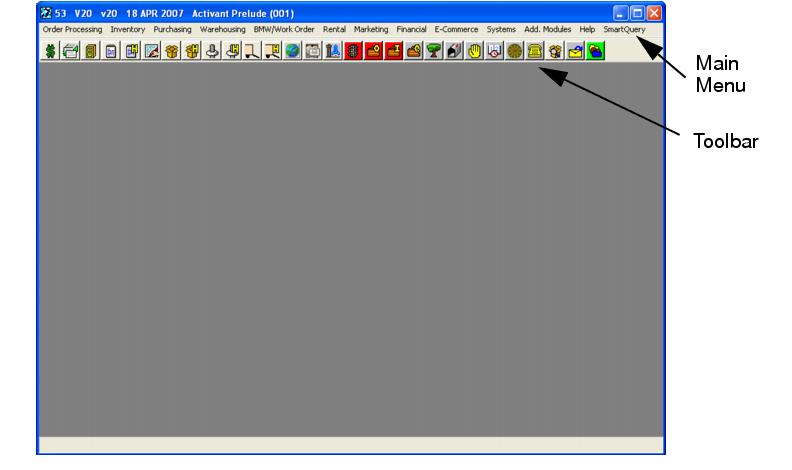 53 V20 v20 18 APR 2007 Activant Prelude (001)
Order Processing Inventory Purchasing Warehousing BMW/Work Order Rental Marketing Financial E-Commerce Systems Add. Modules Help SmartQuery
Main
Menu
Toolbar